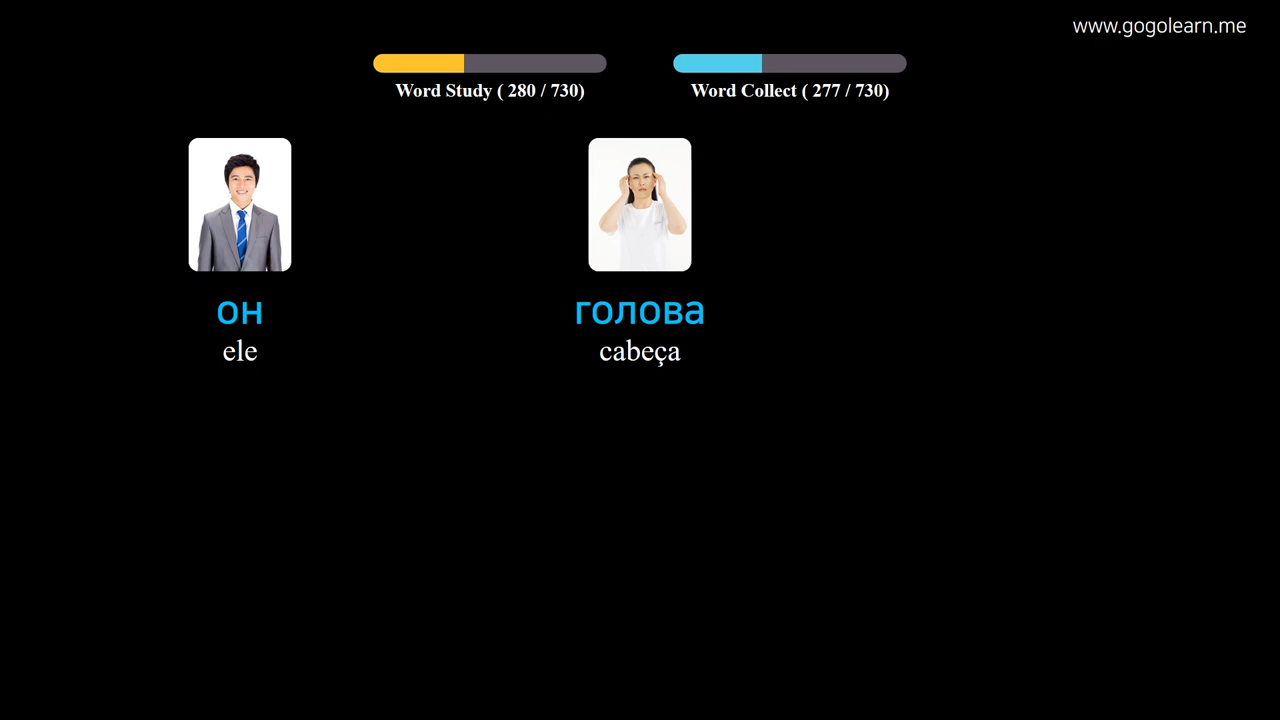 www.gogolearn.me
Word Study ( 280 / 730)
Word Collect ( 277 / 730)
он
ele
голова
cabeça